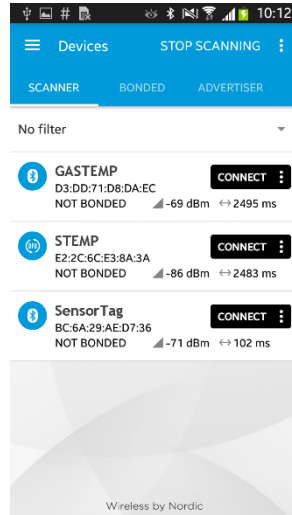 # 10:12
Devices STOP SCANNING
SCANNER BONDED ADVERTISER
No filter
GASTEMP
D3:DD:71:D8:DA:EC CONNECT
NOT BONDED -69 dBm ↔2495 ms
STEMP
E2:2C:6C:E3:8A:3A CONNECT
NOT BONDED -86 dBm ↔2483 ms
SensorTag
BC:6A:29:AE:D7:36 CONNECT
NOT BONDED -71 dBm ↔102 ms
Wireless by Nordic